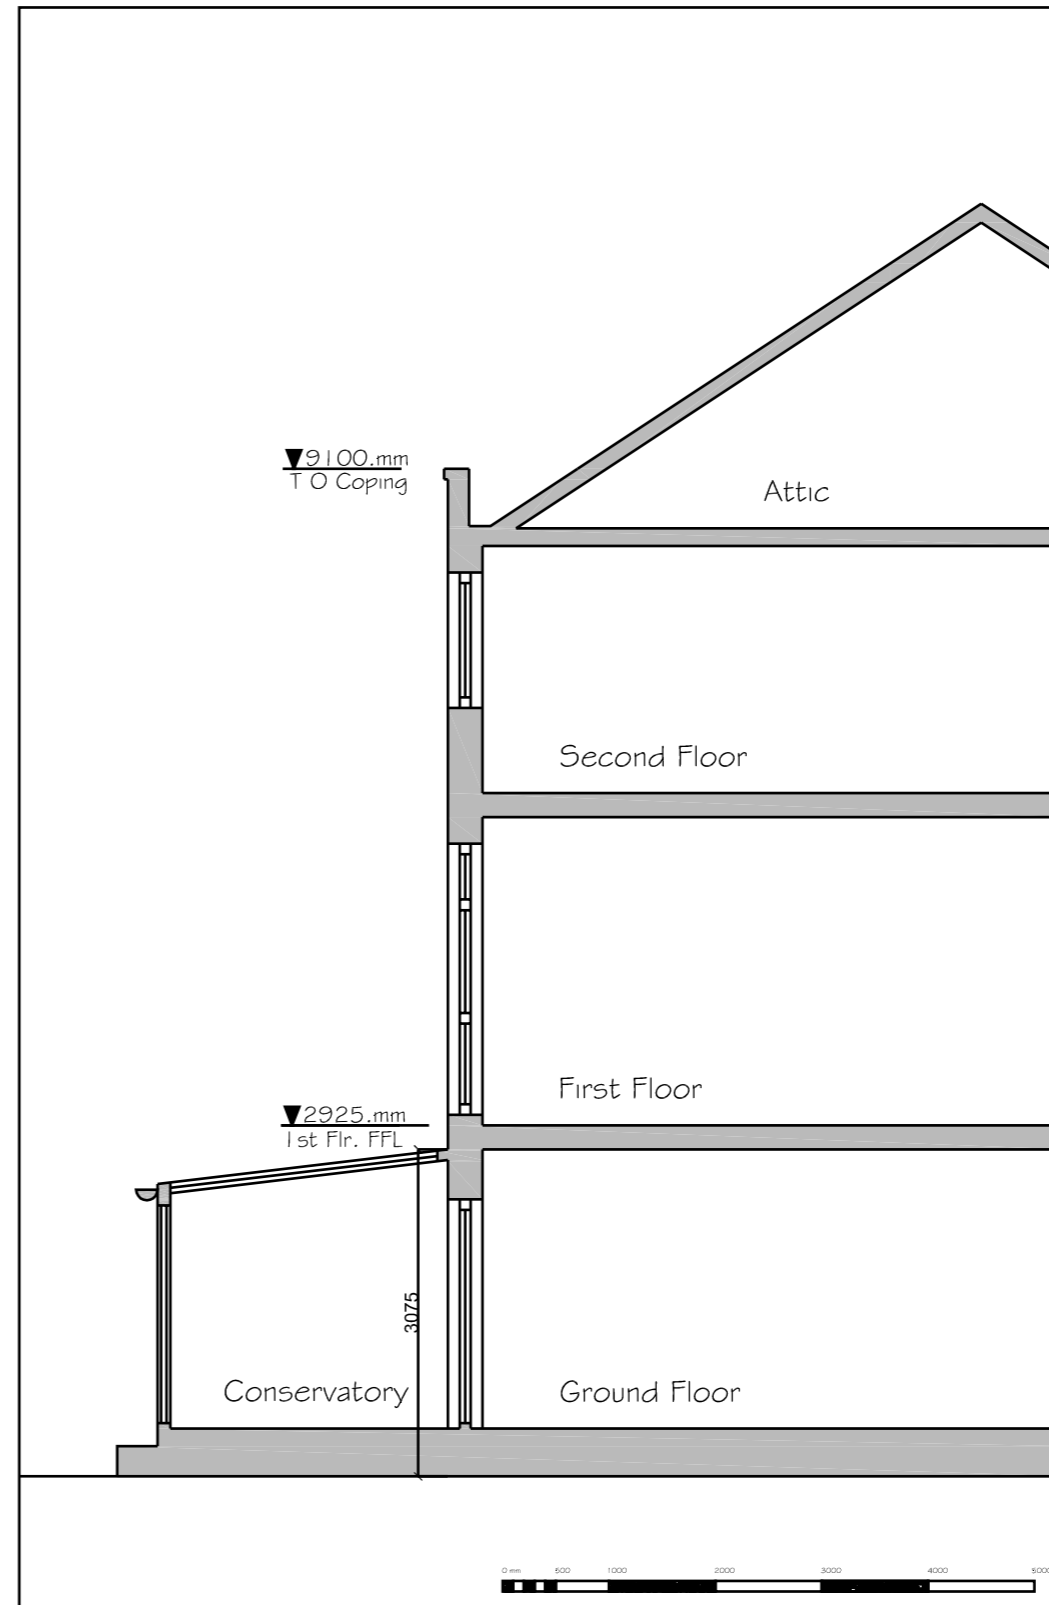 9100.mm
T O Coping
Attic
Second Floor
First Floor
2925.mm
1st Flr. FFL
3075
Conservatory
Ground Floor
0 mm 500 1000 2000 3000 4000 5000